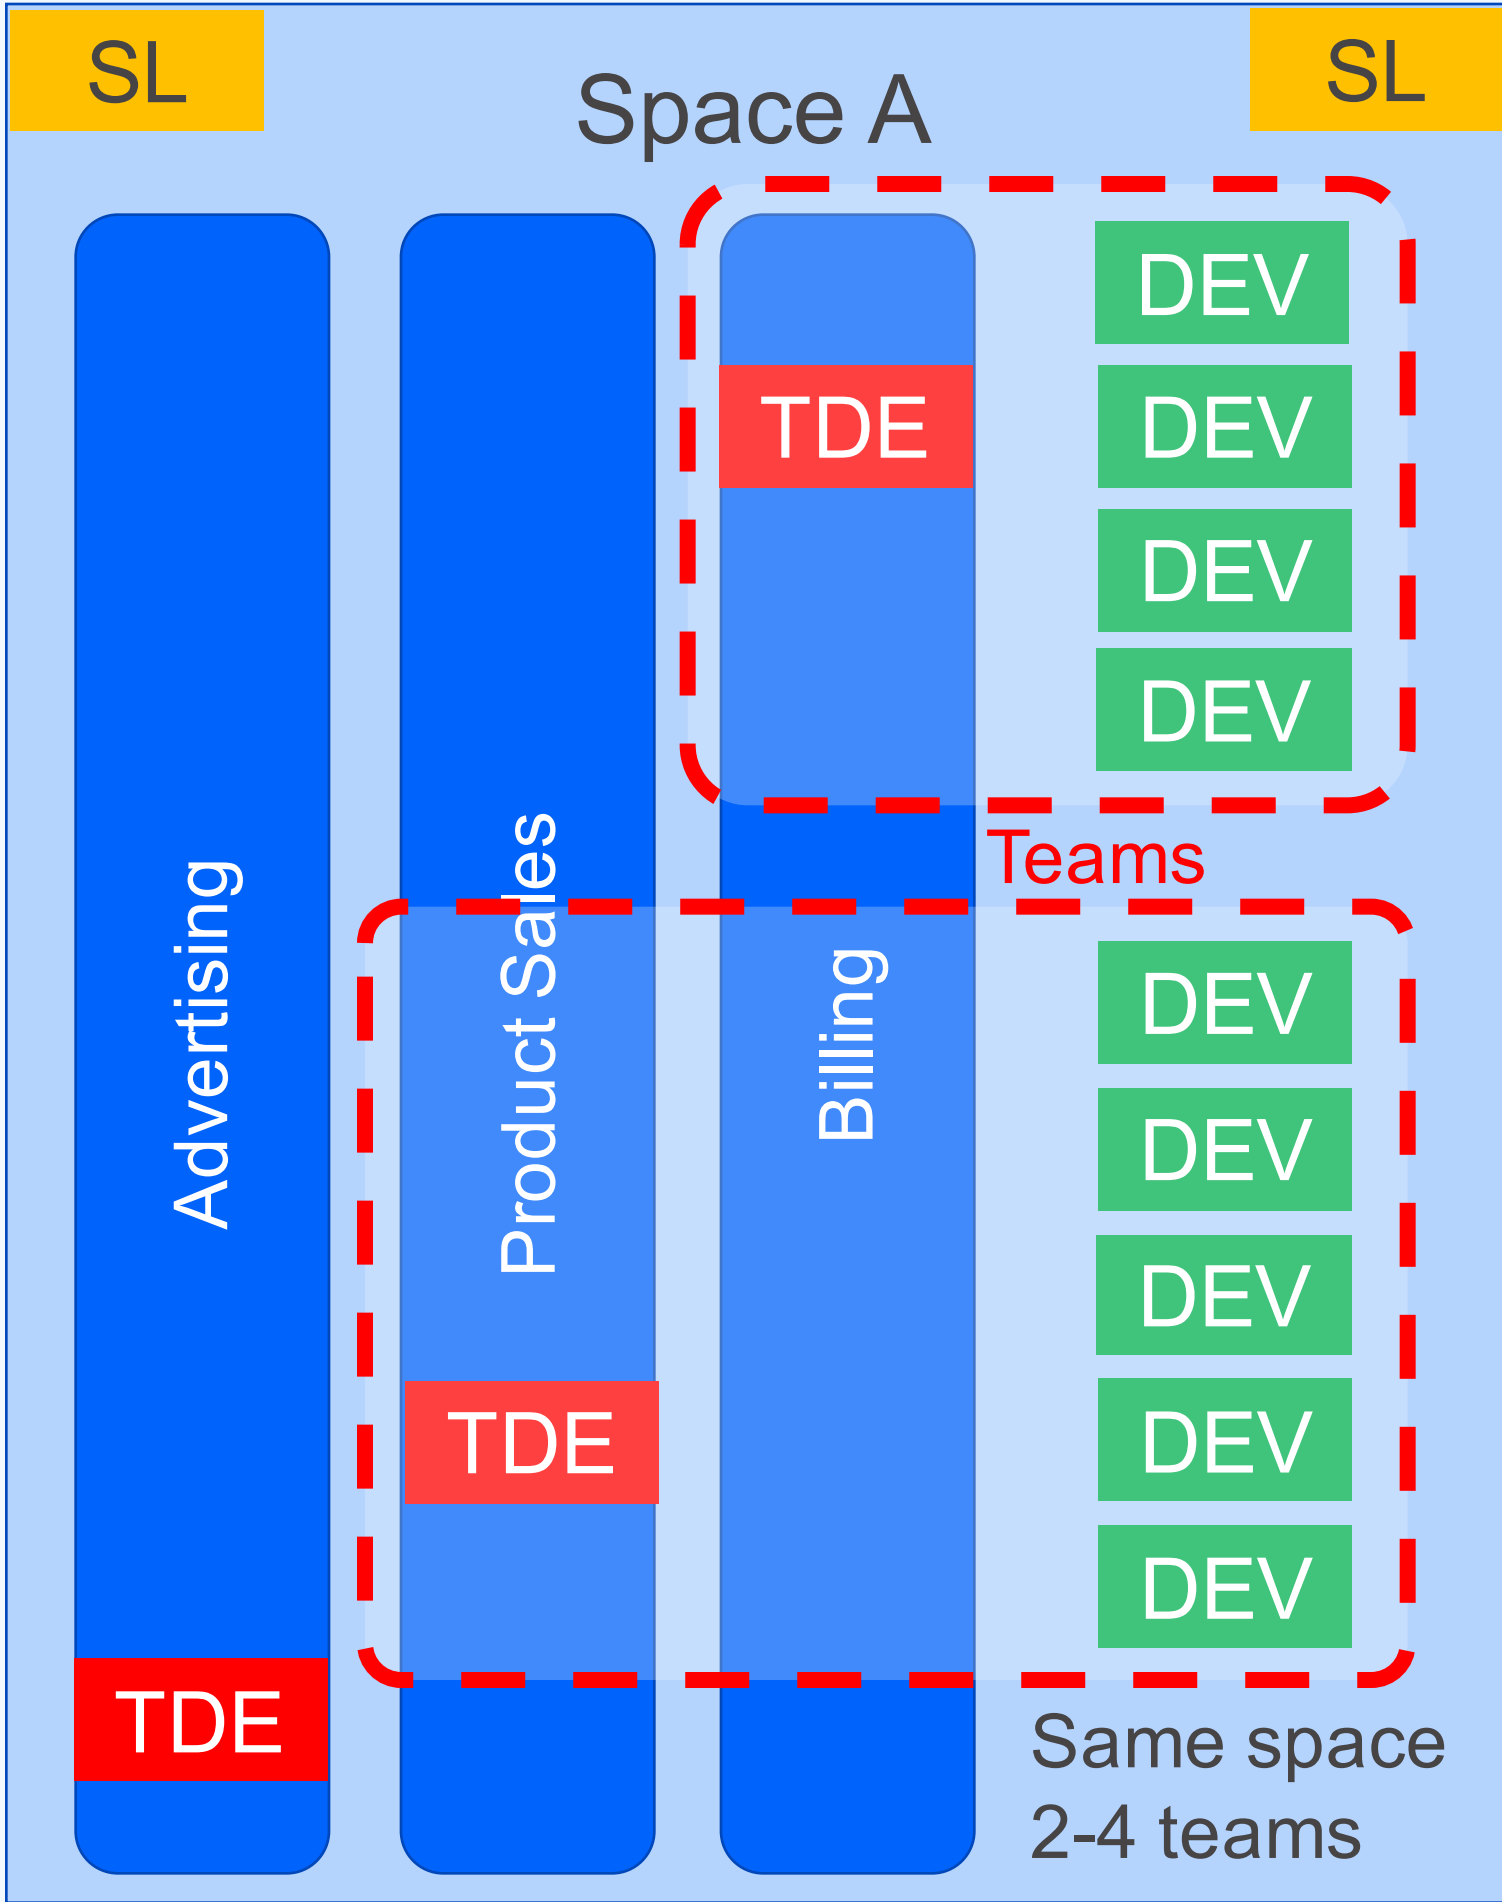 SL
SL
Space A
DEV
TDE
DEV
DEV
DEV
Teams
Advertising
Product Sales
Billing
DEV
DEV
DEV
TDE
DEV
DEV
TDE
Same space
2-4 teams